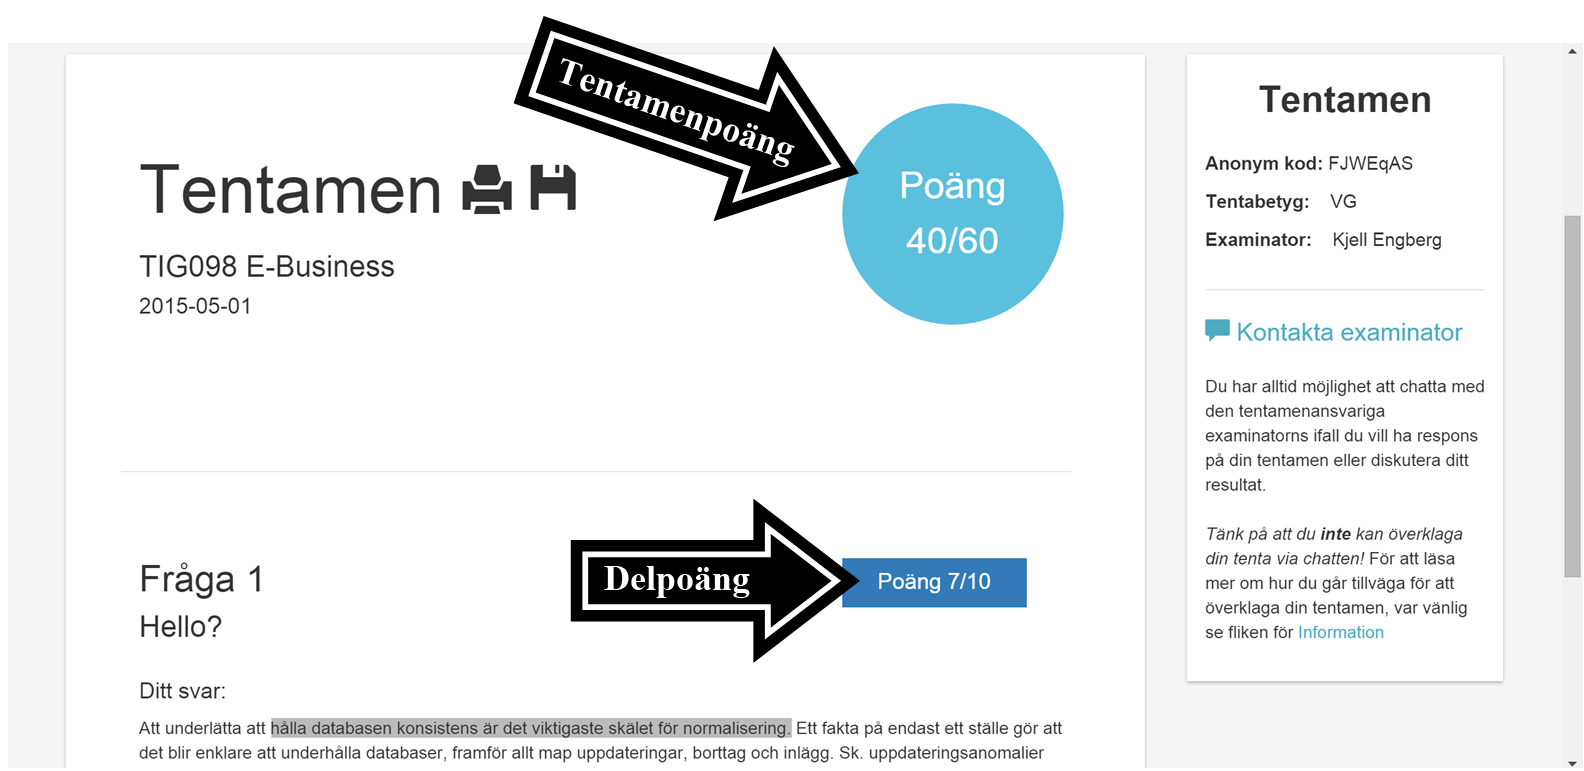 Tentamenpoäng
Tentamen
Poäng
40/60
TIG098 E-Business
2015-05-01
Fråga 1
Hello?
Delpoäng
Poäng 7/10
Ditt svar:
Att underlätta att hålla databasen konsistens är det viktigaste skälet för normalisering. Ett fakta på endast ett ställe gör att
det blir enklare att underhålla databaser, framför allt map uppdateringar, borttag och inlägg. Sk. uppdateringsanomalier
Tentamen
Anonym kod: FJWEqAS
Tentabetyg: VG
Examinator: Kjell Engberg
Kontakta examinator
Du har alltid möjlighet att chatta med
den tentamenansvariga
examinatorns ifall du vill ha respons
på din tentamen eller diskutera ditt
resultat.
Tänk på att du inte kan överklaga
din tenta via chatten! För att läsa
mer om hur du går tillväga för att
överklaga din tentamen, var vänlig
se fliken för Information